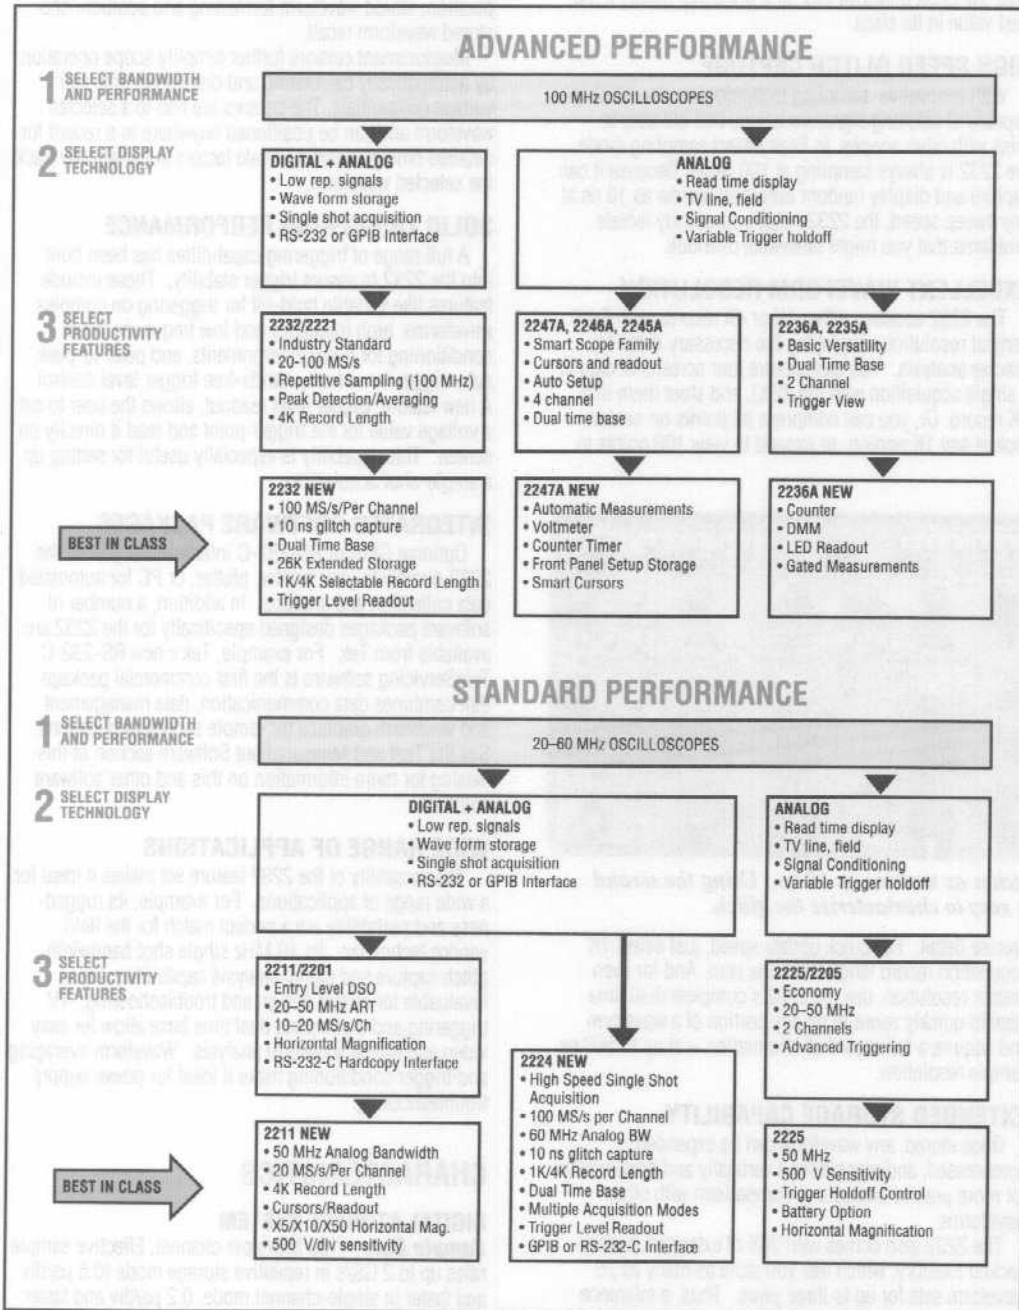 ADVANCED PERFORMANCE
1 SELECT BANDWIDTH
AND PERFORMANCE
100 MHz OSCILLOSCOPES
2 SELECT DISPLAY
TECHNOLOGY
DIGITAL + ANALOG
• Low rep. signals
• Wave form storage
• Single shot acquisition
• RS-232 or GPIB Interface
ANALOG
• Read time display
• TV line, field
• Signal Conditioning
• Variable Trigger holdoff
3 SELECT
PRODUCTIVITY
FEATURES
2232/2221
• Industry Standard
• 20-100 MS/s
• Repetitive Sampling (100 MHz)
• Peak Detection/Averaging
• 4K Record Length
2247A, 2246A, 2245A
• Smart Scope Family
• Cursors and readout
• Auto Setup
• 4 channel
• Dual time base
2236A, 2235A
• Basic Versatility
• Dual Time Base
• 2 Channel
• Trigger View
BEST IN CLASS
2232 NEW
• 100 MS/s/Per Channel
• 10 ns glitch capture
• Dual Time Base
• 26K Extended Storage
• 1K/4K Selectable Record Length
• Trigger Level Readout
2247A NEW
• Automatic Measurements
• Voltmeter
• Counter Timer
• Front Panel Setup Storage
• Smart Cursors
2236A NEW
• Counter
• DMM
• LED Readout
• Gated Measurements
STANDARD PERFORMANCE
1 SELECT BANDWIDTH
AND PERFORMANCE
20–60 MHz OSCILLOSCOPES
2 SELECT DISPLAY
TECHNOLOGY
DIGITAL + ANALOG
• Low rep. signals
• Wave form storage
• Single shot acquisition
• RS-232 or GPIB Interface
ANALOG
• Read time display
• TV line, field
• Signal Conditioning
• Variable Trigger holdoff
3 SELECT
PRODUCTIVITY
FEATURES
2211/2201
• Entry Level DSO
• 20–50 MHz ART
• 10–20 MS/s/Ch
• Horizontal Magnification
• RS-232-C Hardcopy Interface
2225/2205
• Economy
• 20–50 MHz
• 2 Channels
• Advanced Triggering
BEST IN CLASS
2211 NEW
• 50 MHz Analog Bandwidth
• 20 MS/s/Per Channel
• 4K Record Length
• Cursors/Readout
• X5/X10/X50 Horizontal Mag.
• 500 V/div sensitivity
2224 NEW
• High Speed Single Shot
Acquisition
• 100 MS/s per Channel
• 60 MHz Analog BW
• 10 ns glitch capture
• 1K/4K Record Length
• Dual Time Base
• Multiple Acquisition Modes
• Trigger Level Readout
• GPIB or RS-232-C Interface
2225
• 50 MHz
• 500 V Sensitivity
• Trigger Holdoff Control
• Battery Option
• Horizontal Magnification